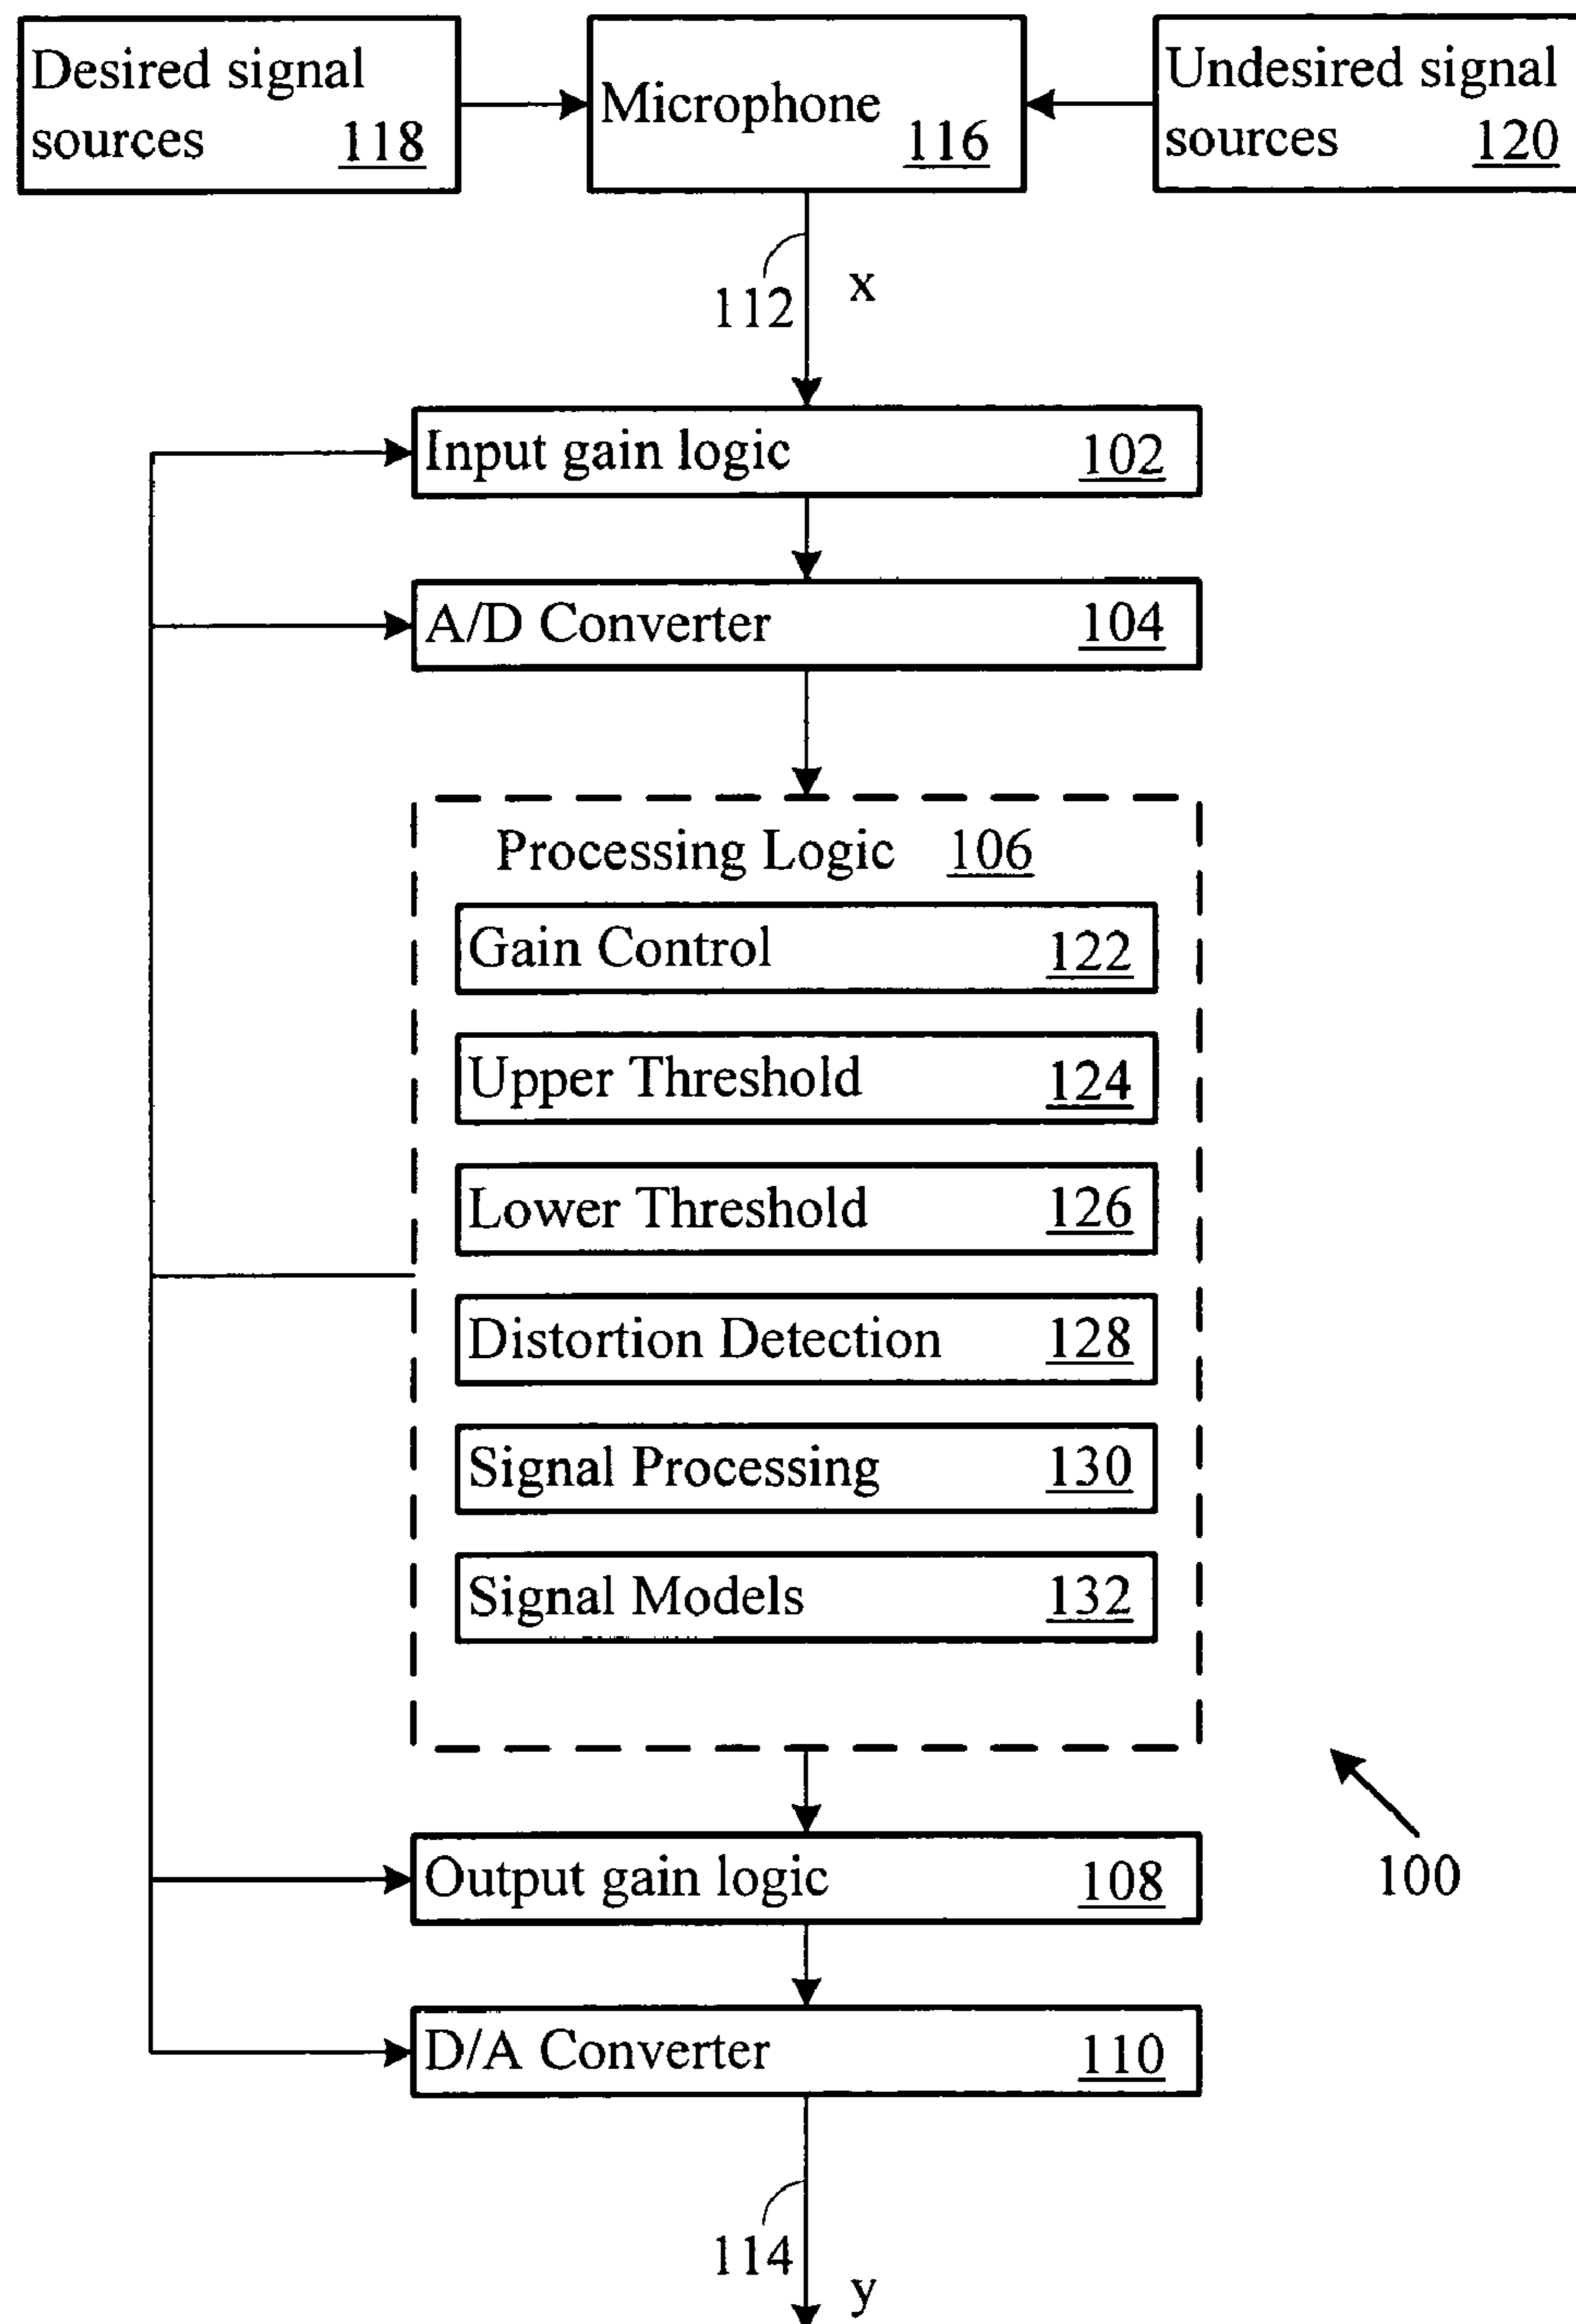 Desired signal
sources 118
Microphone 116
Undesired signal
sources 120
112 x
Input gain logic 102
A/D Converter 104
Processing Logic 106
Gain Control 122
Upper Threshold 124
Lower Threshold 126
Distortion Detection 128
Signal Processing 130
Signal Models 132
Output gain logic 108
100
D/A Converter 110
114 y